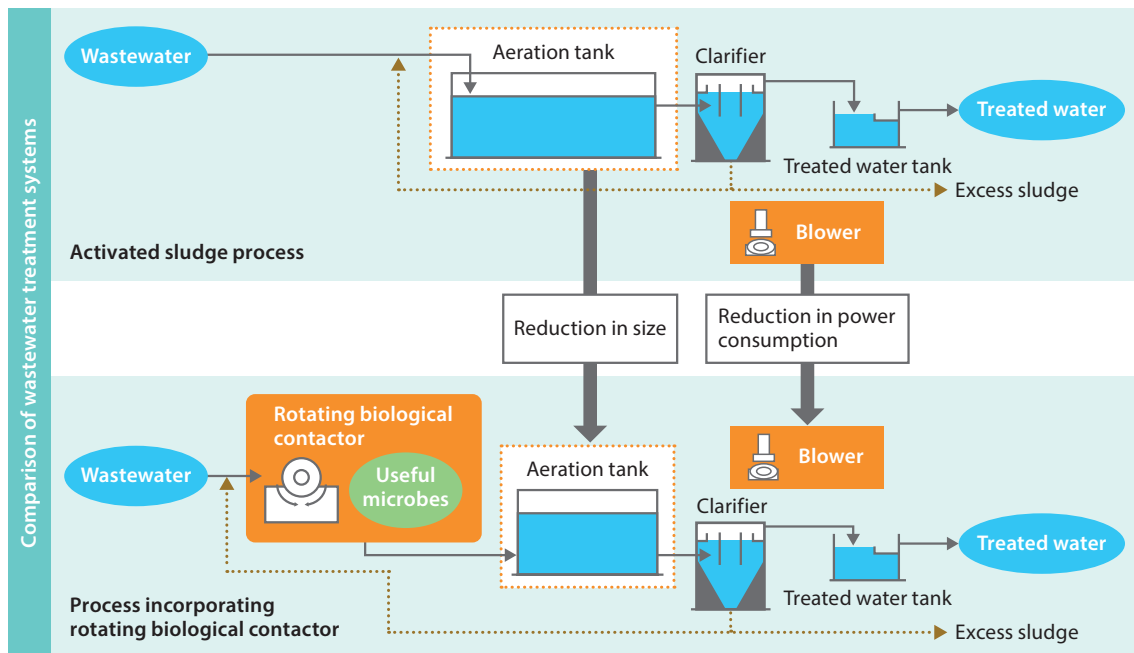 Comparison of wastewater treatment systems
Wastewater
Aeration tank
Clarifier
Treated water tank
Treated water
Excess sludge
Blower
Activated sludge process
Reduction in size
Reduction in power
consumption
Rotating biological
contactor
Useful
microbes
Wastewater
Aeration tank
Blower
Clarifier
Treated water tank
Treated water
Excess sludge
Process incorporating
rotating biological contactor